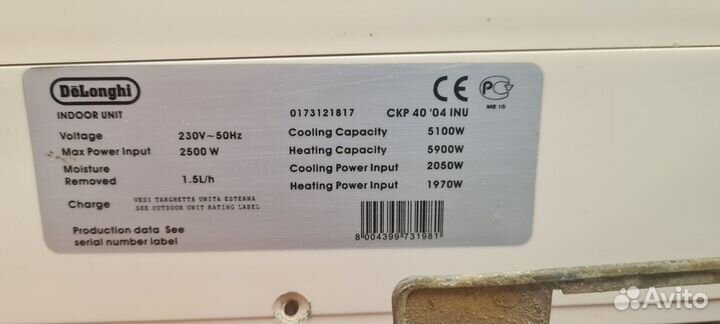 DeLonghi
INDOOR UNIT
0173121817 CKP 40 '04 INU
ME 10
Voltage 230V~50Hz
Max Power Input 2500 W
Moisture Removed 1.5L/h
Charge VEDI TARGHETTA UNITA ESTERNA
SEE OUTDOOR UNIT RATING LABEL
Production data See
serial number label
Cooling Capacity 5100W
Heating Capacity 5900W
Cooling Power Input 2050W
Heating Power Input 1970W
8 004399 731981
Avito